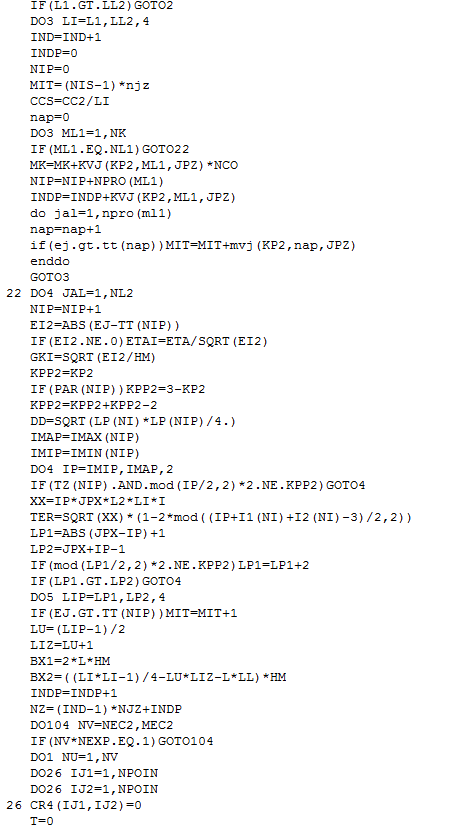 IF(L1.GT.LL2)GOTO2
DO3 LI=L1,LL2,4
IND=IND+1
INDP=0
NIP=0
MIT=(NIS-1)*njz
CCS=CC2/LI
nap=0
DO3 ML1=1,NK
IF(ML1.EQ.NL1)GOTO22
MK=MK+KVJ(KP2,ML1,JPZ)*NCO
NIP=NIP+NPRO(ML1)
INDP=INDP+KVJ(KP2,ML1,JPZ)
do jal=1,npro(ml1)
nap=nap+1
if(ej.gt.tt(nap))MIT=MIT+mvj(KP2,nap,JPZ)
enddo
GOTO3
22 DO4 JAL=1,NL2
NIP=NIP+1
EI2=ABS(EJ-TT(NIP))
IF(EI2.NE.0)ETAI=ETA/SQRT(EI2)
GKI=SQRT(EI2/HM)
KPP2=KP2
IF(PAR(NIP))KPP2=3-KP2
KPP2=KPP2+KPP2-2
DD=SQRT(LP(NI)*LP(NIP)/4.)
IMAP=IMAX(NIP)
IMIP=IMIN(NIP)
DO4 IP=IMIP,IMAP,2
IF(TZ(NIP).AND.mod(IP/2,2)*2.NE.KPP2)GOTO4
XX=IP*JPX*L2*LI*I
TER=SQRT(XX)*(1-2*mod((IP+I1(NI)+I2(NI)-3)/2,2))
LP1=ABS(JPX-IP)+1
LP2=JPX+IP-1
IF(mod(LP1/2,2)*2.NE.KPP2)LP1=LP1+2
IF(LP1.GT.LP2)GOTO4
DO5 LIP=LP1,LP2,4
IF(EJ.GT.TT(NIP))MIT=MIT+1
LU=(LIP-1)/2
LIZ=LU+1
BX1=2*L*HM
BX2=((LI*LI-1)/4-LU*LIZ-L*LL)*HM
INDP=INDP+1
NZ=(IND-1)*NJZ+INDP
DO104 NV=NEC2,MEC2
IF(NV*NEXP.EQ.1)GOTO104
DO1 NU=1,NV
DO26 IJ1=1,NPOIN
DO26 IJ2=1,NPOIN
26 CR4(IJ1,IJ2)=0
T=0